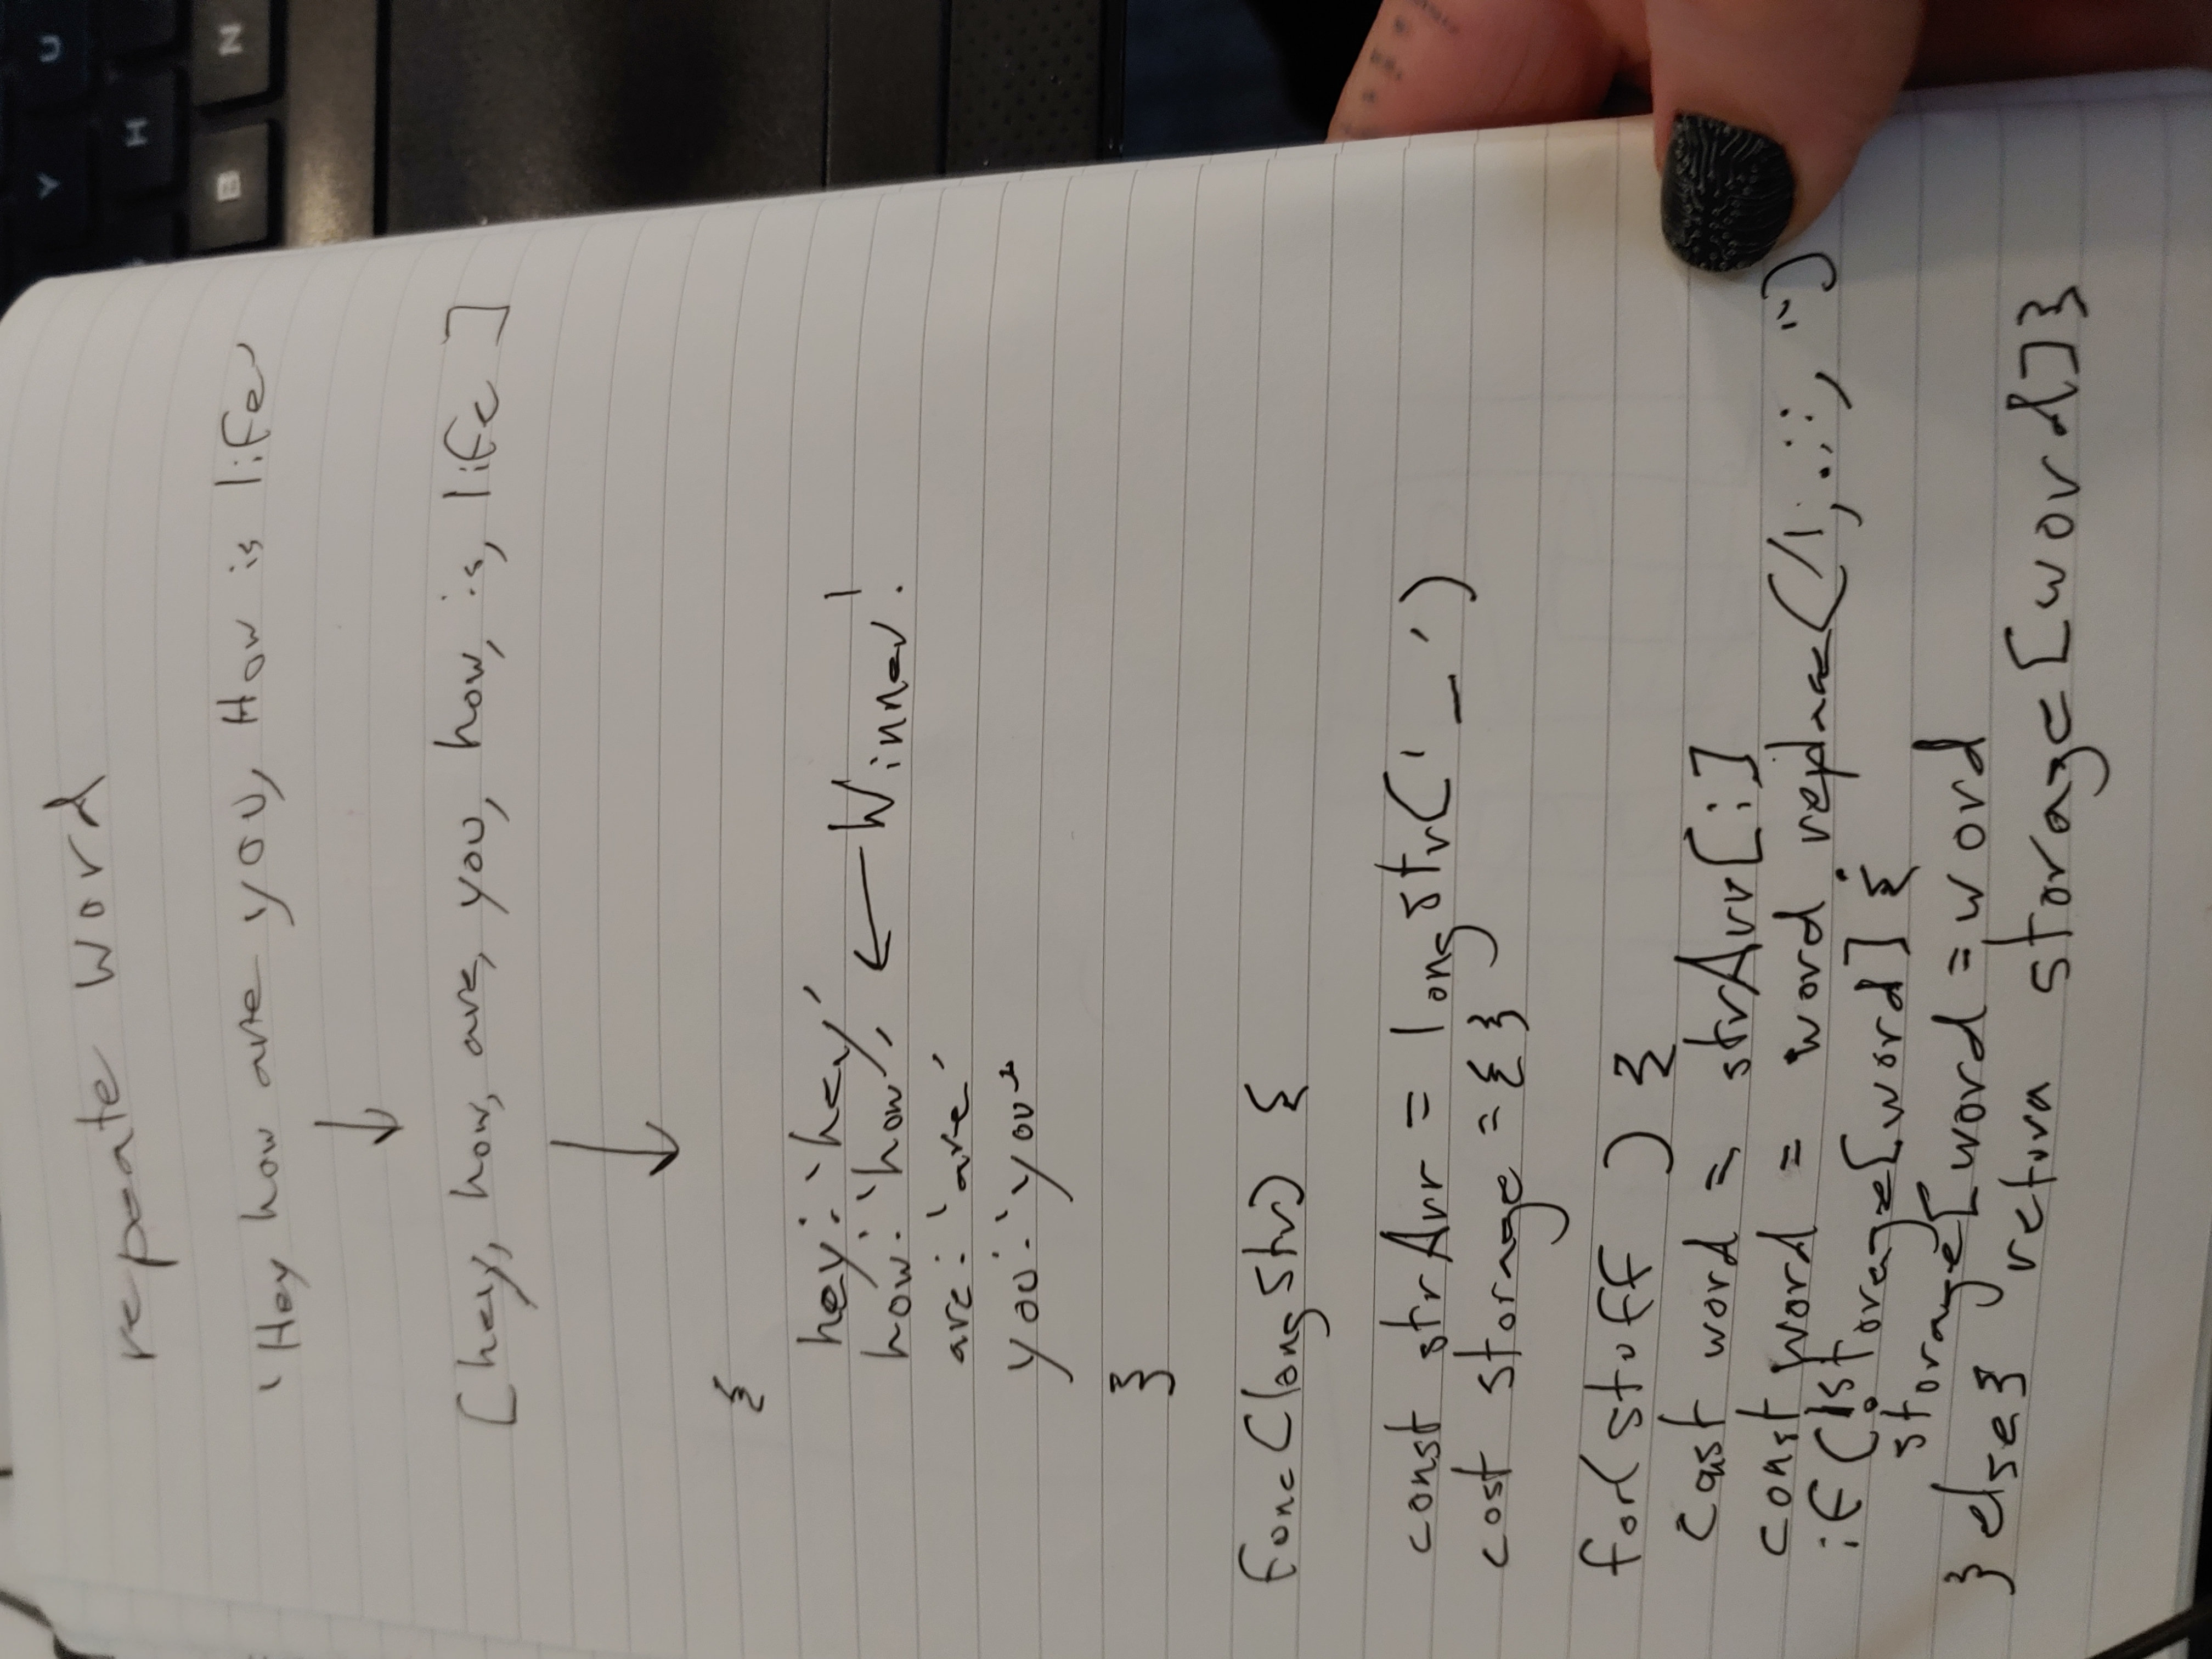 repeate word
'Hey how are you, How is life'
[hey, how, are, you, how, is, life]
{
hey: 'hey'
how: 'how', ← Winner!
are: 'are'
you: 'you'
}
func(longStr) {
const strArr = longstr('_')
cost storage = {}
for(stuff ) {
cast word = strArr[i]
const word = word replace(/1;.:;, "")
if(!storage[word] {
storage[word = word
} else} return storage[word]}
Y U
H
B N